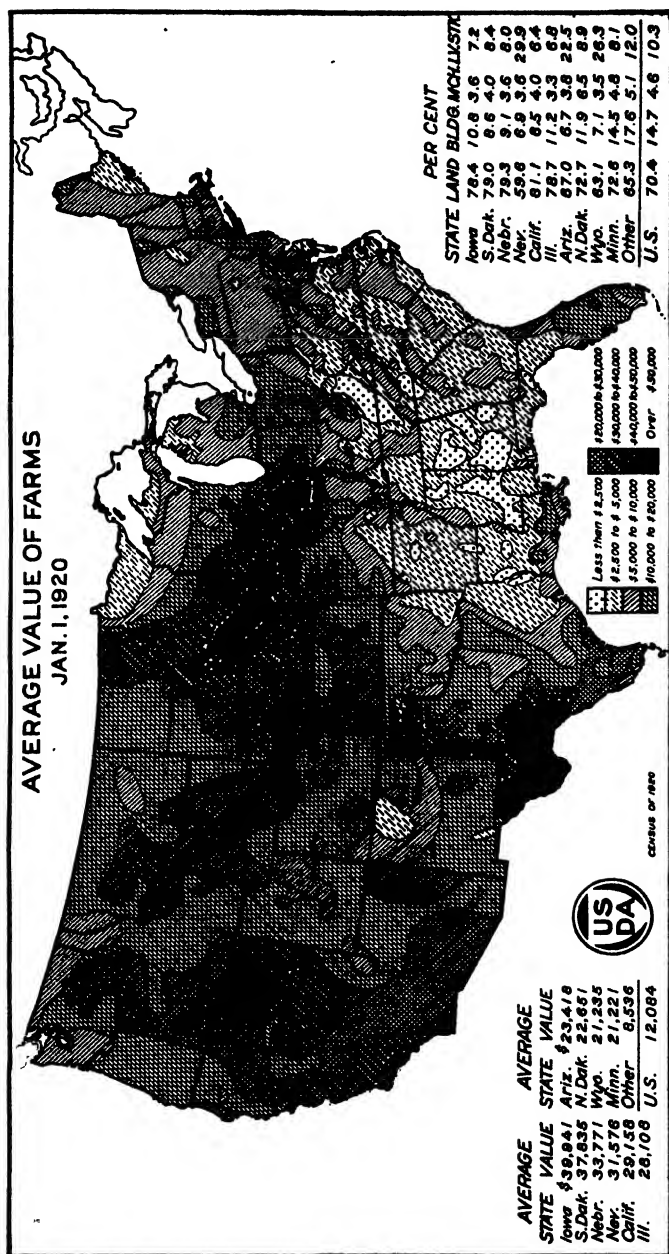 AVERAGE VALUE OF FARMS
JAN. 1, 1920
AVERAGE AVERAGE
STATE VALUE STATE VALUE
Iowa $39,941 Ariz. $23,418
S.Dak. 37,835 N.Dak. 22,651
Nebr. 33,771 Wyo. 21,235
Nev. 31,576 Minn. 21,221
Calif. 29,158 Other 8,536
Ill. 28,108 U.S. 12,084
USDA
CENSUS OF 1920
Less than $2,500
$2,500 to $5,000
$5,000 to $10,000
$10,000 to $20,000
$20,000 to $30,000
$30,000 to $40,000
$40,000 to $50,000
Over $50,000
PER CENT
STATE LAND BLDG. MCH. LV.STK.
Iowa 78.4 10.8 3.6 7.2
S.Dak. 79.0 8.6 4.0 8.4
Nebr. 79.3 9.1 3.6 8.0
Nev. 59.6 6.9 3.6 29.9
Calif. 81.1 8.5 4.0 6.4
Ill. 78.7 11.2 3.3 6.8
Ariz. 67.0 6.7 3.8 22.5
N.Dak. 72.7 11.9 6.5 8.9
Wyo. 63.1 7.1 3.5 26.3
Minn. 72.6 14.5 4.8 8.1
Other 65.3 17.6 5.1 12.0
U.S. 70.4 14.7 4.6 10.3